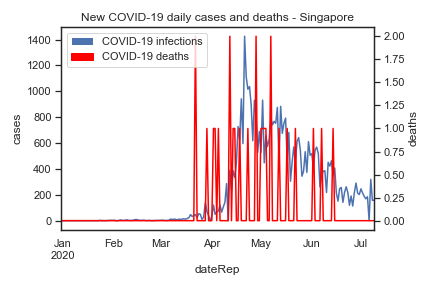 New COVID-19 daily cases and deaths - Singapore
COVID-19 infections
COVID-19 deaths
1400
1200
1000
800
600
400
200
0
cases
2.00
1.75
1.50
1.25
1.00
0.75
0.50
0.25
0.00
deaths
Jan Feb Mar Apr May Jun Jul
2020
dateRep